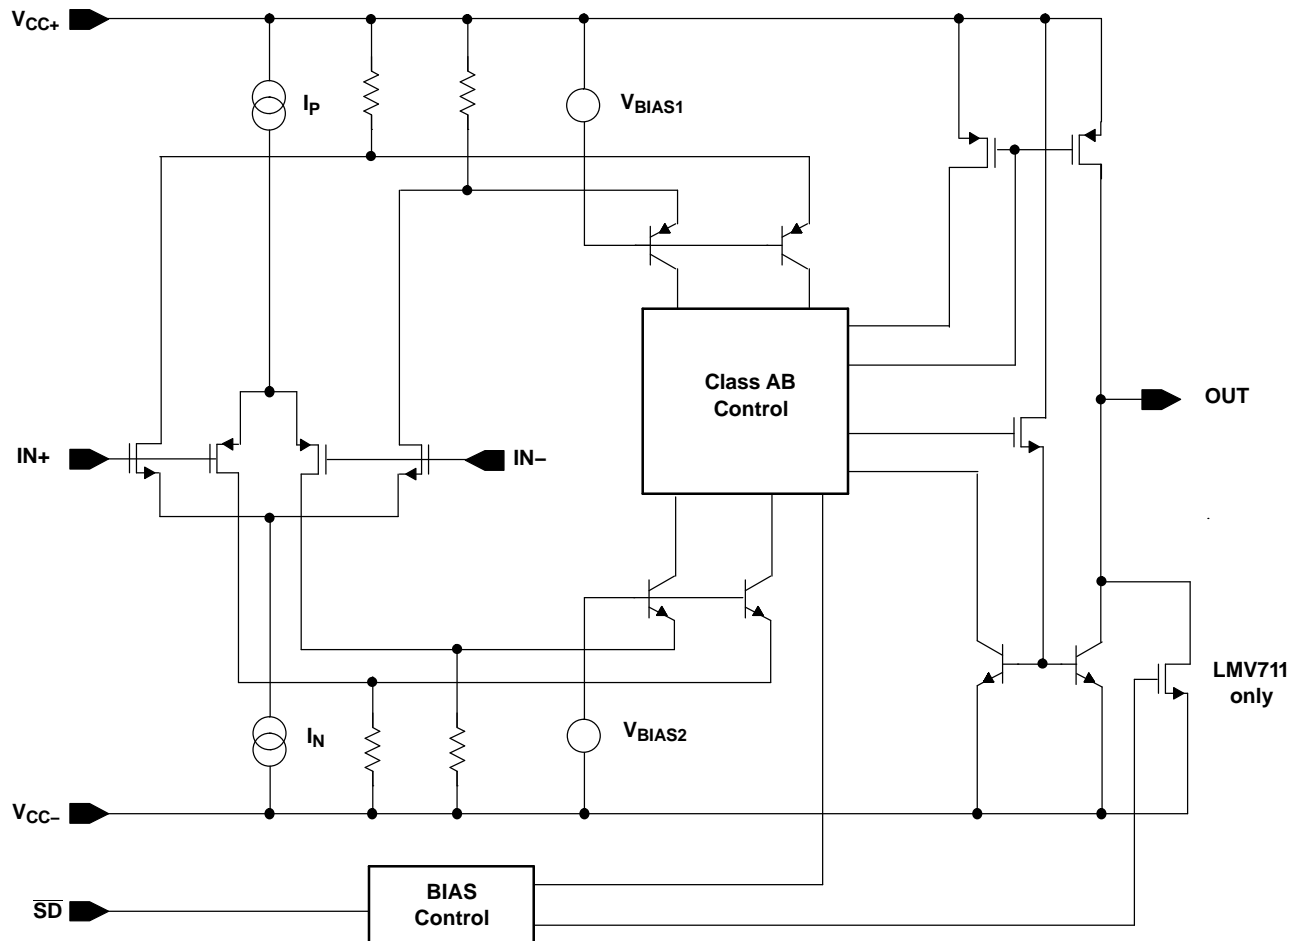 VCC+
IP
VBIAS1
Class AB
Control
OUT
IN+
IN−
LMV711
only
IN
VBIAS2
VCC−
BIAS
Control
SD